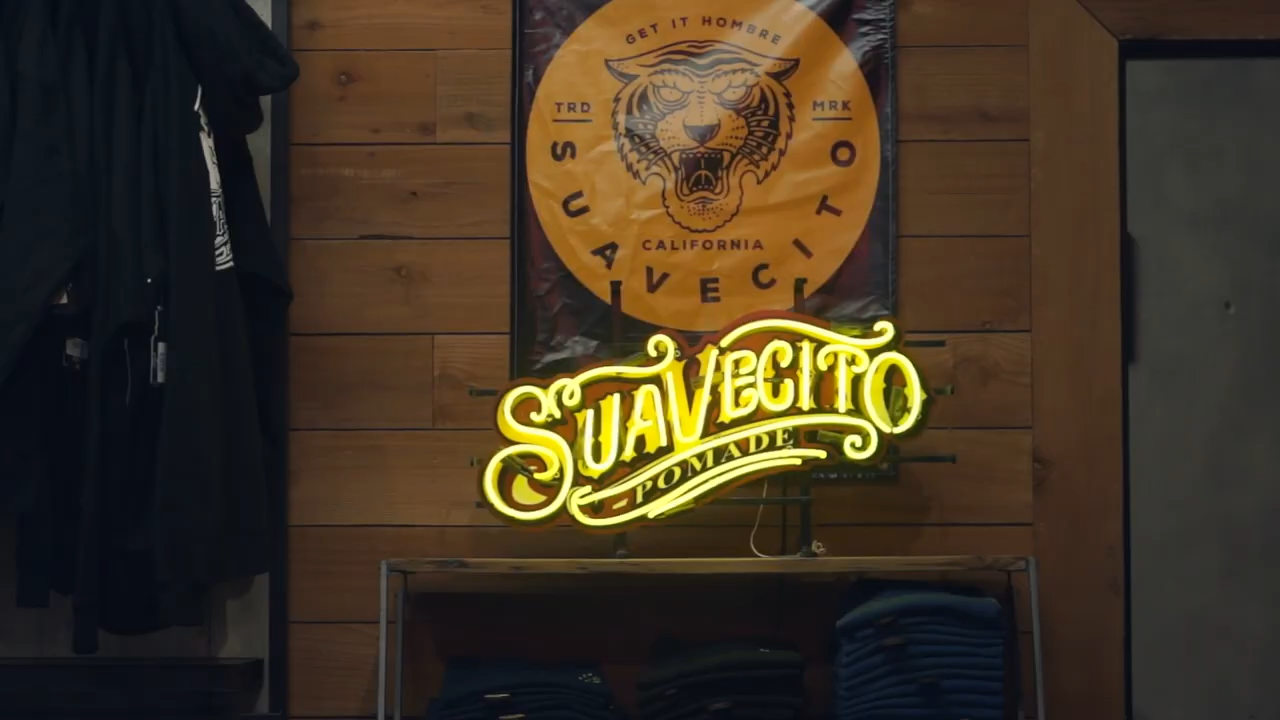 GET IT HOMBRE
TRD
MRK
SUAVECITO
CALIFORNIA
SUAVECITO
-POMADE